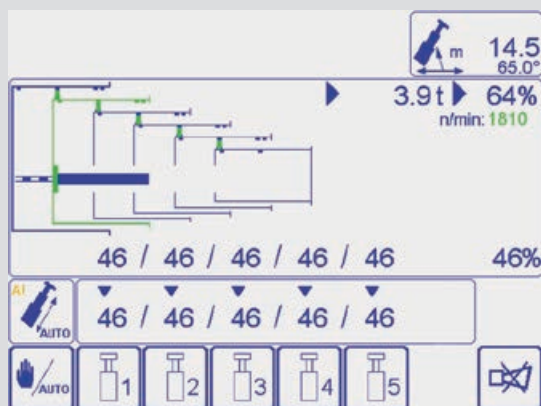 m 14.5
65.0°
3.9 t 64%
n/min: 1810
46 / 46 / 46 / 46 / 46 46%
AI
AUTO
46 / 46 / 46 / 46 / 46
/AUTO 1 2 3 4 5